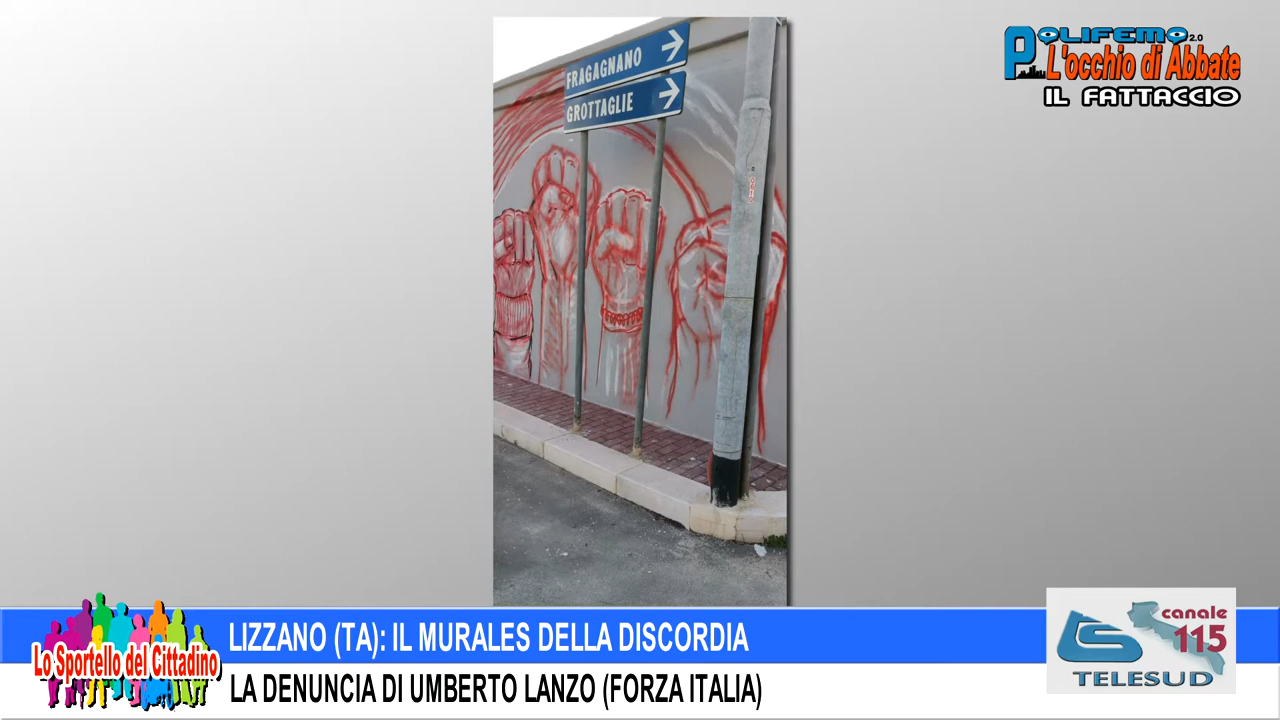 FRAGAGNANO
GROTTAGLIE
POLIFEMO 2.0
L'occhio di Abbate
IL FATTACCIO
Lo Sportello del Cittadino
LIZZANO (TA): IL MURALES DELLA DISCORDIA
LA DENUNCIA DI UMBERTO LANZO (FORZA ITALIA)
canale
115
TELESUD